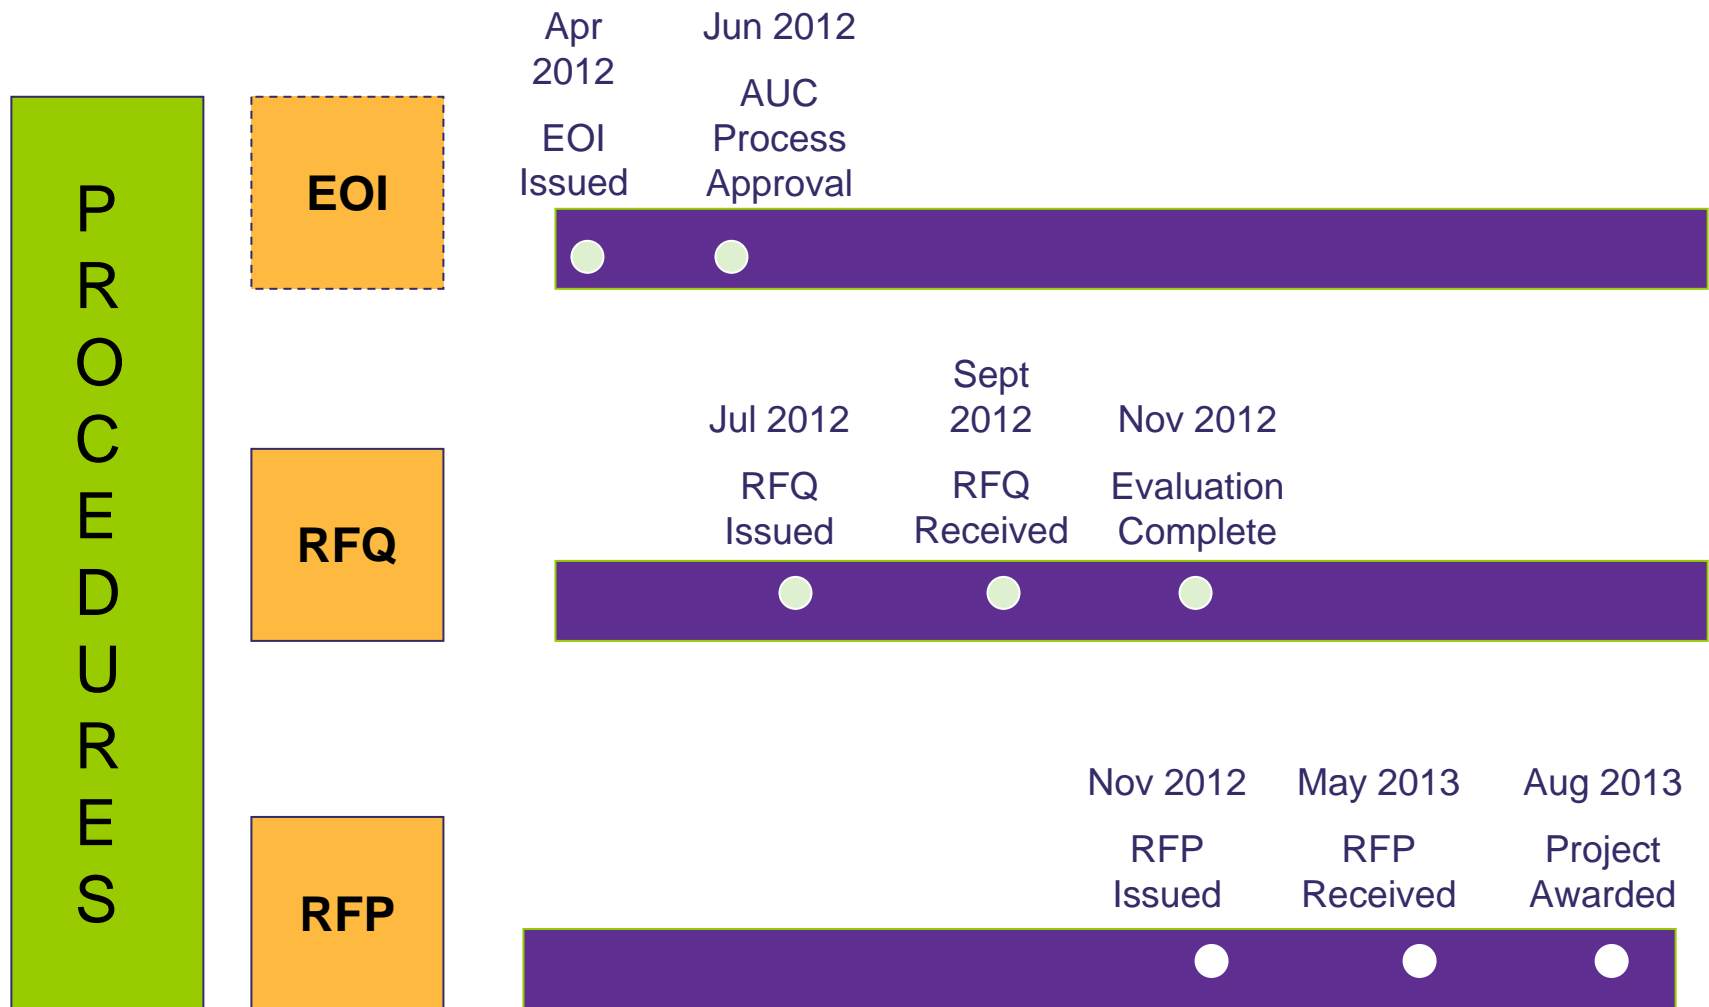 P
R
O
C
E
D
U
R
E
S
EOI
Apr
2012
EOI
Issued
Jun 2012
AUC
Process
Approval
RFQ
Jul 2012
RFQ
Issued
Sept
2012
RFQ
Received
Nov 2012
Evaluation
Complete
RFP
Nov 2012
RFP
Issued
May 2013
RFP
Received
Aug 2013
Project
Awarded